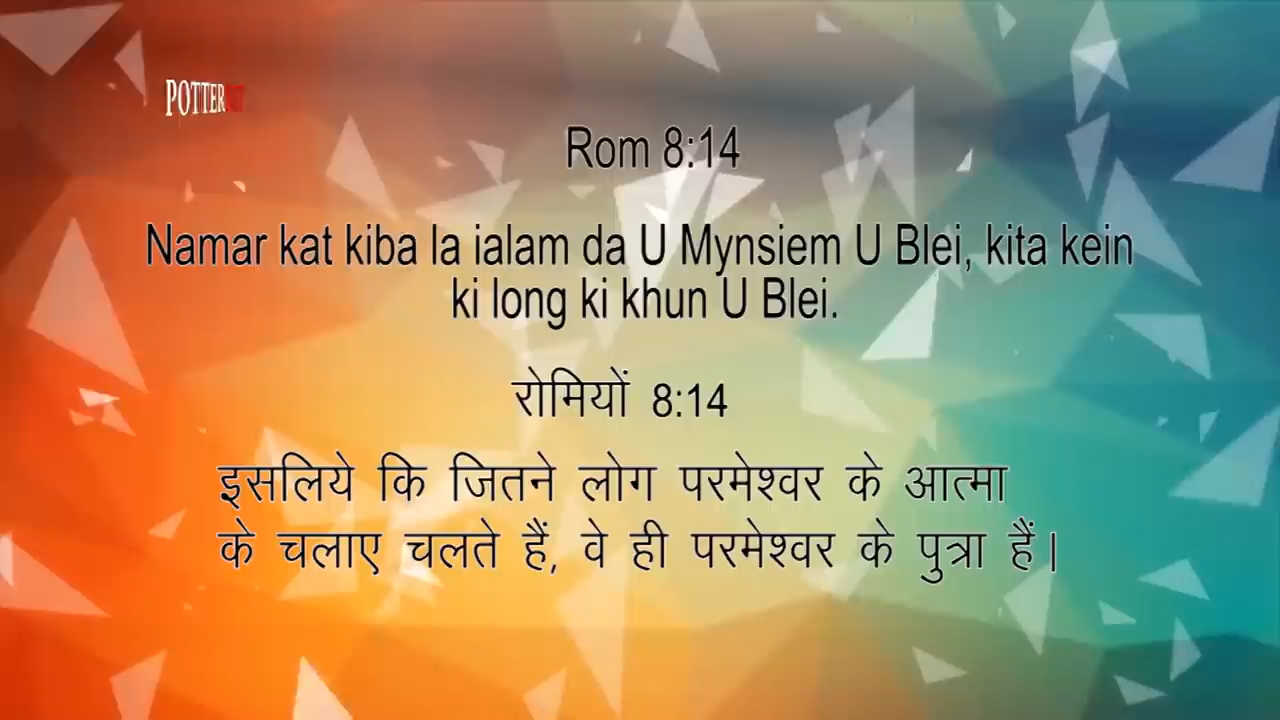 POTTER
Rom 8:14
Namar kat kiba la ialam da U Mynsiem U Blei, kita kein
ki long ki khun U Blei.
रोमियों 8:14
इसलिये कि जितने लोग परमेश्वर के आत्मा
के चलाए चलते हैं, वे ही परमेश्वर के पुत्रा हैं।